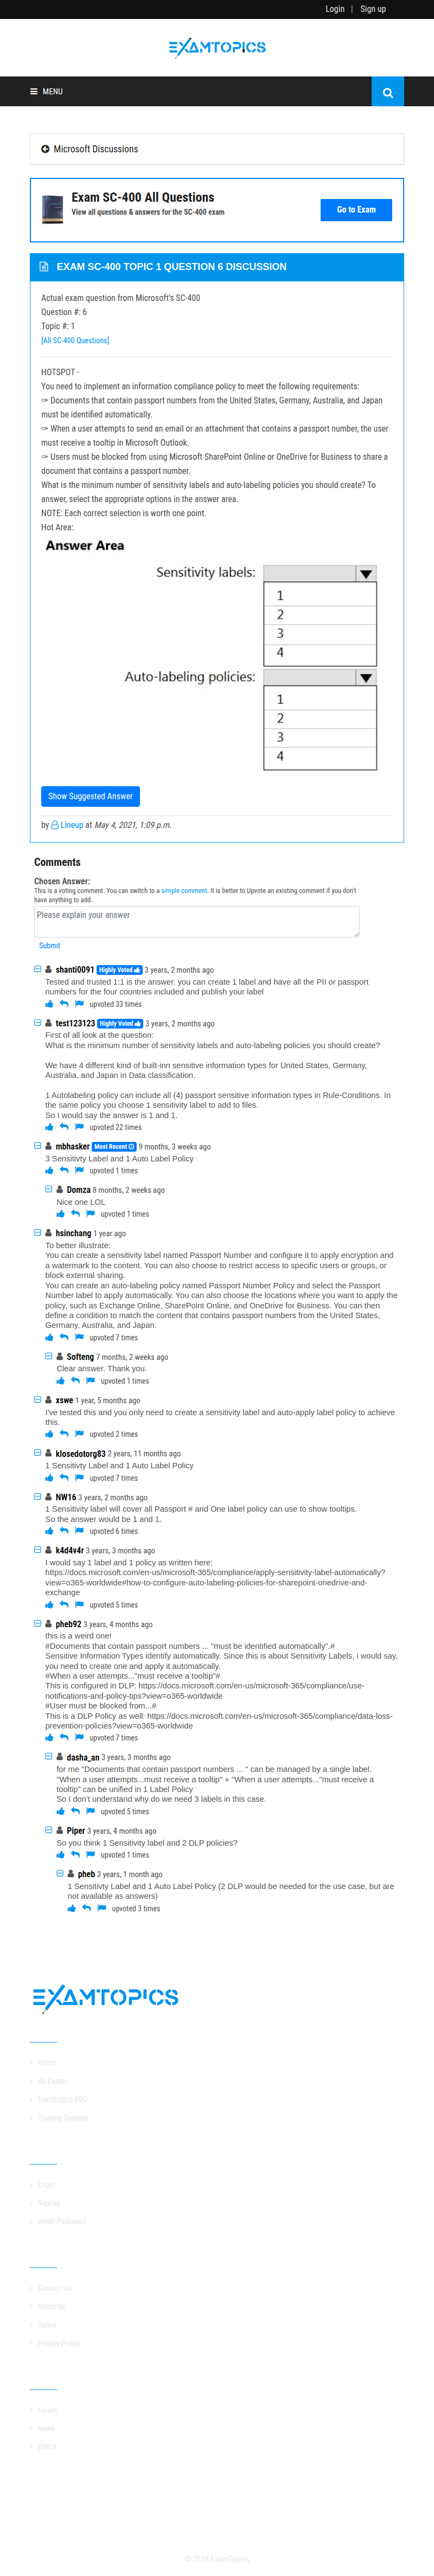 Login | Sign up
EXAMTOPICS
MENU
Microsoft Discussions
Exam SC-400 All Questions
View all questions & answers for the SC-400 exam
Go to Exam
EXAM SC-400 TOPIC 1 QUESTION 6 DISCUSSION
Actual exam question from Microsoft's SC-400
Question #: 6
Topic #: 1
[All SC-400 Questions]
HOTSPOT -
You need to implement an information compliance policy to meet the following requirements:
✑ Documents that contain passport numbers from the United States, Germany, Australia, and Japan
must be identified automatically.
✑ When a user attempts to send an email or an attachment that contains a passport number, the user
must receive a tooltip in Microsoft Outlook.
✑ Users must be blocked from using Microsoft SharePoint Online or OneDrive for Business to share a
document that contains a passport number.
What is the minimum number of sensitivity labels and auto-labeling policies you should create? To
answer, select the appropriate options in the answer area.
NOTE: Each correct selection is worth one point.
Hot Area:
Answer Area
Sensitivity labels:
1
2
3
4
Auto-labeling policies:
1
2
3
4
Show Suggested Answer
by Lineup at May 4, 2021, 1:09 p.m.
Comments
Chosen Answer:
This is a voting comment. You can switch to a simple comment. It is better to Upvote an existing comment if you don't
have anything to add.
Please explain your answer
Submit
shanti0091 Highly Voted 3 years, 2 months ago
Tested and trusted 1:1 is the answer. you can create 1 label and have all the PII or passport
numbers for the four countries included and publish your label
upvoted 33 times
test123123 Highly Voted 3 years, 2 months ago
First of all look at the question:
What is the minimum number of sensitivity labels and auto-labeling policies you should create?
We have 4 different kind of built-inn sensitive information types for United States, Germany,
Australia, and Japan in Data classification.
1 Autolabeling policy can include all (4) passport sensitive information types in Rule-Conditions. In
the same policy you choose 1 sensitivity label to add to files.
So I would say the answer is 1 and 1.
upvoted 22 times
mbhasker Most Recent 9 months, 3 weeks ago
3 Sensitivty Label and 1 Auto Label Policy
upvoted 1 times
Domza 8 months, 2 weeks ago
Nice one LOL
upvoted 1 times
hsinchang 1 year ago
To better illustrate:
You can create a sensitivity label named Passport Number and configure it to apply encryption and
a watermark to the content. You can also choose to restrict access to specific users or groups, or
block external sharing.
You can create an auto-labeling policy named Passport Number Policy and select the Passport
Number label to apply automatically. You can also choose the locations where you want to apply the
policy, such as Exchange Online, SharePoint Online, and OneDrive for Business. You can then
define a condition to match the content that contains passport numbers from the United States,
Germany, Australia, and Japan.
upvoted 7 times
Softeng 7 months, 2 weeks ago
Clear answer. Thank you.
upvoted 1 times
xswe 1 year, 5 months ago
I've tested this and you only need to create a sensitivity label and auto-apply label policy to achieve
this.
upvoted 2 times
klosedotorg83 2 years, 11 months ago
1 Sensitivty Label and 1 Auto Label Policy
upvoted 7 times
NW16 3 years, 2 months ago
1 Sensitivity label will cover all Passport # and One label policy can use to show tooltips.
So the answer would be 1 and 1.
upvoted 6 times
k4d4v4r 3 years, 3 months ago
I would say 1 label and 1 policy as written here:
https://docs.microsoft.com/en-us/microsoft-365/compliance/apply-sensitivity-label-automatically?
view=o365-worldwide#how-to-configure-auto-labeling-policies-for-sharepoint-onedrive-and-
exchange
upvoted 5 times
pheb92 3 years, 4 months ago
this is a weird one!
#Documents that contain passport numbers ... "must be identified automatically".#
Sensitive Information Types identify automatically. Since this is about Sensitivity Labels, i woud say,
you need to create one and apply it automatically.
#When a user attempts..."must receive a tooltip"#
This is configured in DLP: https://docs.microsoft.com/en-us/microsoft-365/compliance/use-
notifications-and-policy-tips?view=o365-worldwide
#User must be blocked from...#
This is a DLP Policy as well: https://docs.microsoft.com/en-us/microsoft-365/compliance/data-loss-
prevention-policies?view=o365-worldwide
upvoted 7 times
dasha_an 3 years, 3 months ago
for me "Documents that contain passport numbers ... " can be managed by a single label.
"When a user attempts...must receive a tooltip" + "When a user attempts..."must receive a
tooltip" can be unified in 1 Label Policy
So I don't understand why do we need 3 labels in this case.
upvoted 5 times
Piper 3 years, 4 months ago
So you think 1 Sensitivity label and 2 DLP policies?
upvoted 1 times
pheb 3 years, 1 month ago
1 Sensitivty Label and 1 Auto Label Policy (2 DLP would be needed for the use case, but are
not available as answers)
upvoted 3 times
EXAMTOPICS
Home
All Exams
Examtopics PRO
Training Courses
Login
Sign up
Reset Password
Contact Us
About Us
Terms
Privacy Policy
Forum
News
DMCA
© 2024 ExamTopics